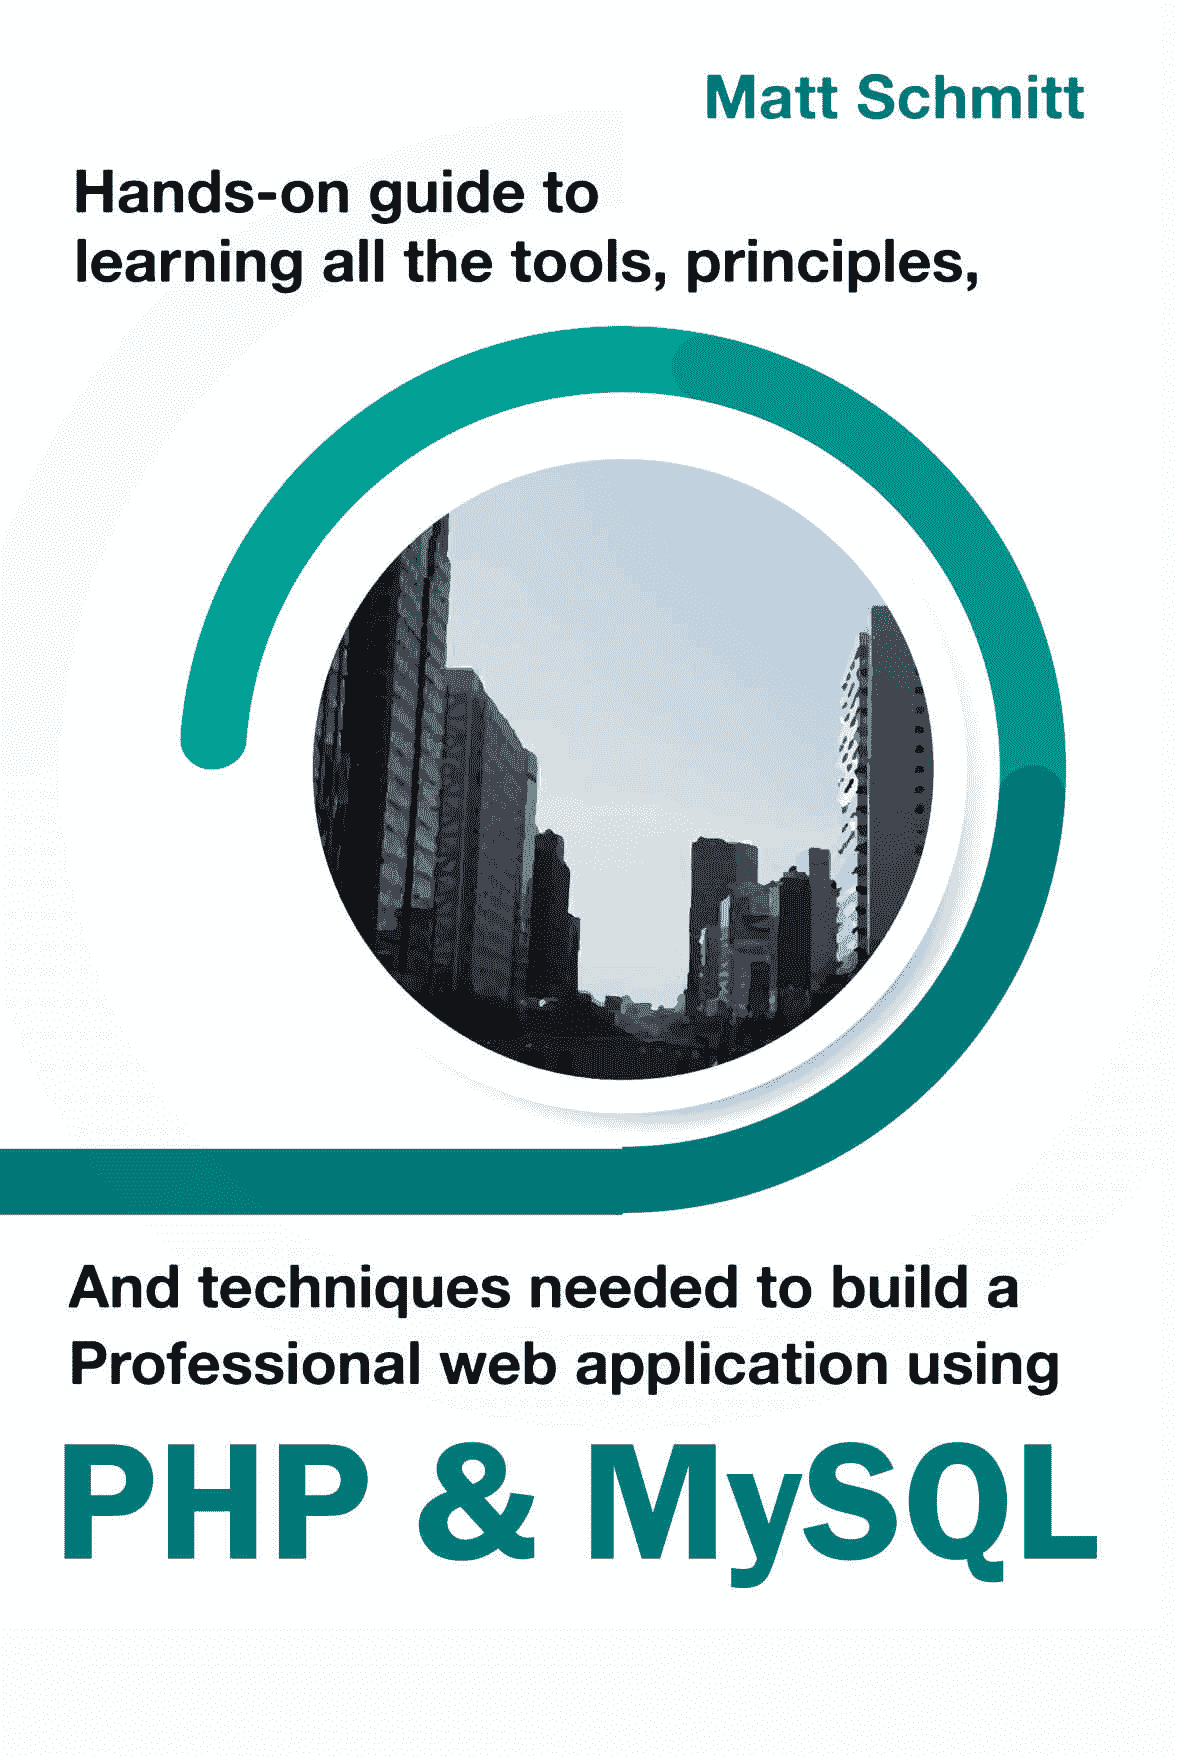 Matt Schmitt
Hands-on guide to
learning all the tools, principles,
And techniques needed to build a
Professional web application using
PHP & MySQL